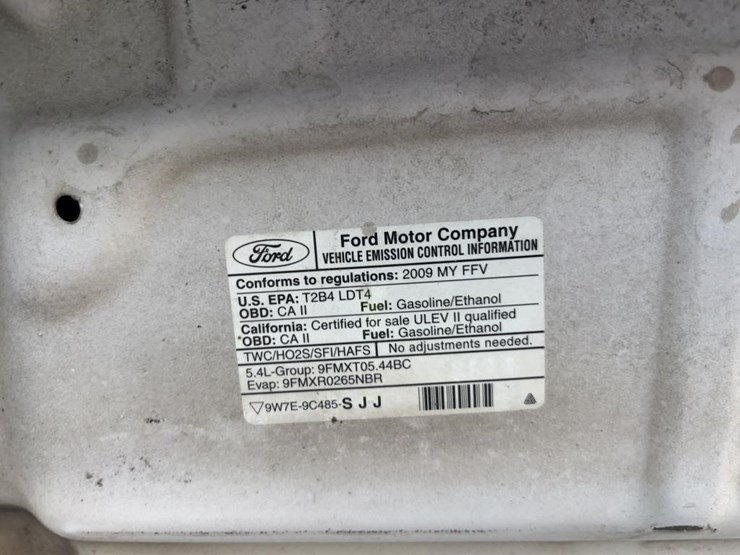 Ford
Ford Motor Company
VEHICLE EMISSION CONTROL INFORMATION
Conforms to regulations: 2009 MY FFV
U.S. EPA: T2B4 LDT4
OBD: CA II Fuel: Gasoline/Ethanol
California: Certified for sale ULEV II qualified
*OBD: CA II Fuel: Gasoline/Ethanol
TWC/HO2S/SFI/HAFS No adjustments needed.
5.4L-Group: 9FMXT05.44BC
Evap: 9FMXR0265NBR
▽9W7E-9C485-S J J